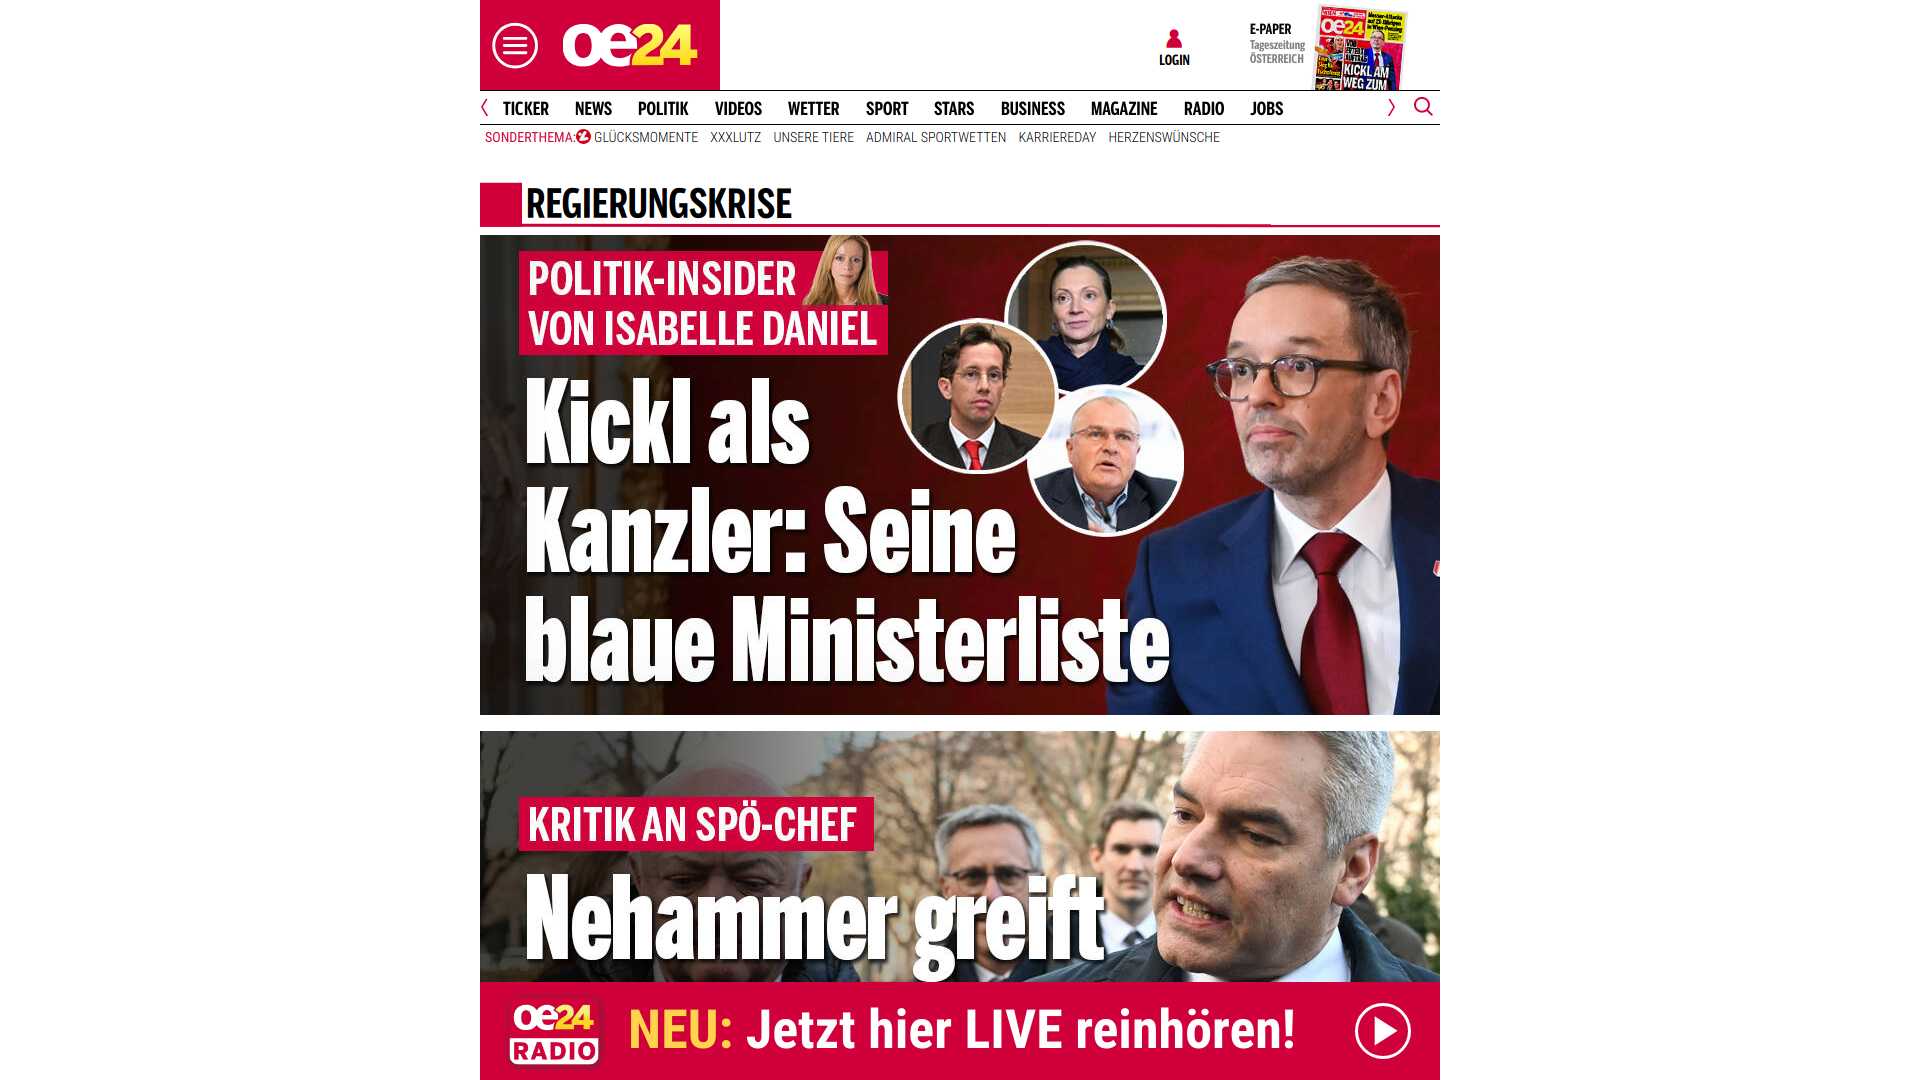 oe24
LOGIN
E-PAPER
Tageszeitung
ÖSTERREICH
oe24
KICKL AM
WEG ZUM
TICKER NEWS POLITIK VIDEOS WETTER SPORT STARS BUSINESS MAGAZINE RADIO JOBS
SONDERTHEMA: GLÜCKSMOMENTE XXXLUTZ UNSERE TIERE ADMIRAL SPORTWETTEN KARRIEREDAY HERZENSWÜNSCHE
REGIERUNGSKRISE
POLITIK-INSIDER
VON ISABELLE DANIEL
Kickl als
Kanzler: Seine
blaue Ministerliste
KRITIK AN SPÖ-CHEF
Nehammer greift
oe24
RADIO
NEU: Jetzt hier LIVE reinhören!